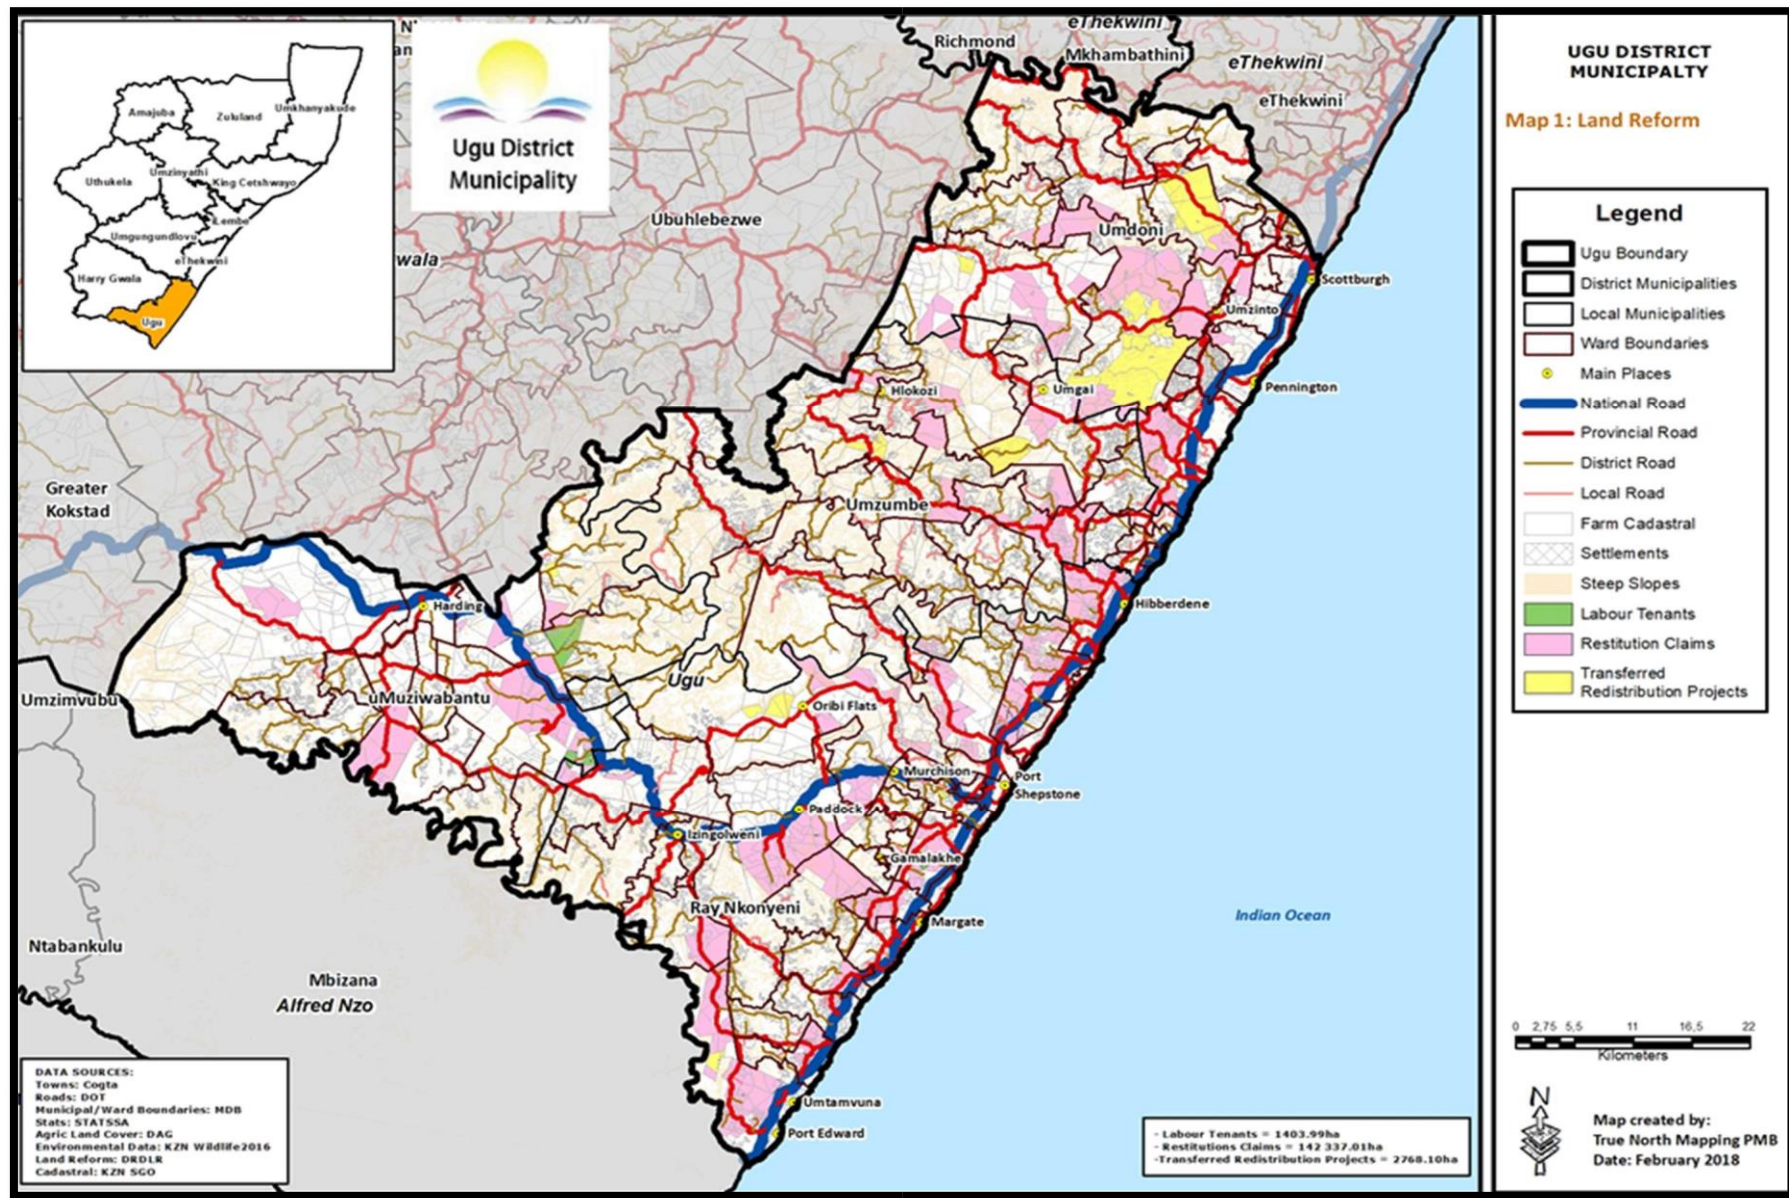 Amajuba
Zululand
Umkhanyakude
Uthukela
Umzinyathi
King Cetshwayo
iLembe
Umgungundlovu
eThekwini
Harry Gwala
Ugu
Ugu District
Municipality
Richmond
eThekwini
Mkhambathini
eThekwini
eThekwini
Ubuhlebezwe
wala
Umdoni
Scottburgh
Umzinto
Pennington
Hlokozi
Umgai
Greater
Kokstad
Umzumbe
Harding
Hibberdene
Umzimvubu
uMuziwabantu
Ugu
Oribi Flats
Murchison
Port
Shepstone
Paddock
Izingolweni
Gamalakhe
Ray Nkonyeni
Margate
Indian Ocean
Ntabankulu
Mbizana
Alfred Nzo
Umtamvuna
Port Edward
DATA SOURCES:
Towns: Cogta
Roads: DOT
Municipal/Ward Boundaries: MDB
Stats: STATSSA
Agric Land Cover: DAG
Environmental Data: KZN Wildlife2016
Land Reform: DRDLR
Cadastral: KZN SGO
- Labour Tenants = 1403.99ha
- Restitutions Claims = 142 337.01ha
-Transferred Redistribution Projects = 2768.10ha
UGU DISTRICT
MUNICIPALTY
Map 1: Land Reform
Legend
Ugu Boundary
District Municipalities
Local Municipalities
Ward Boundaries
Main Places
National Road
Provincial Road
District Road
Local Road
Farm Cadastral
Settlements
Steep Slopes
Labour Tenants
Restitution Claims
Transferred
Redistribution Projects
0 2,75 5,5 11 16,5 22
Kilometers
N
Map created by:
True North Mapping PMB
Date: February 2018